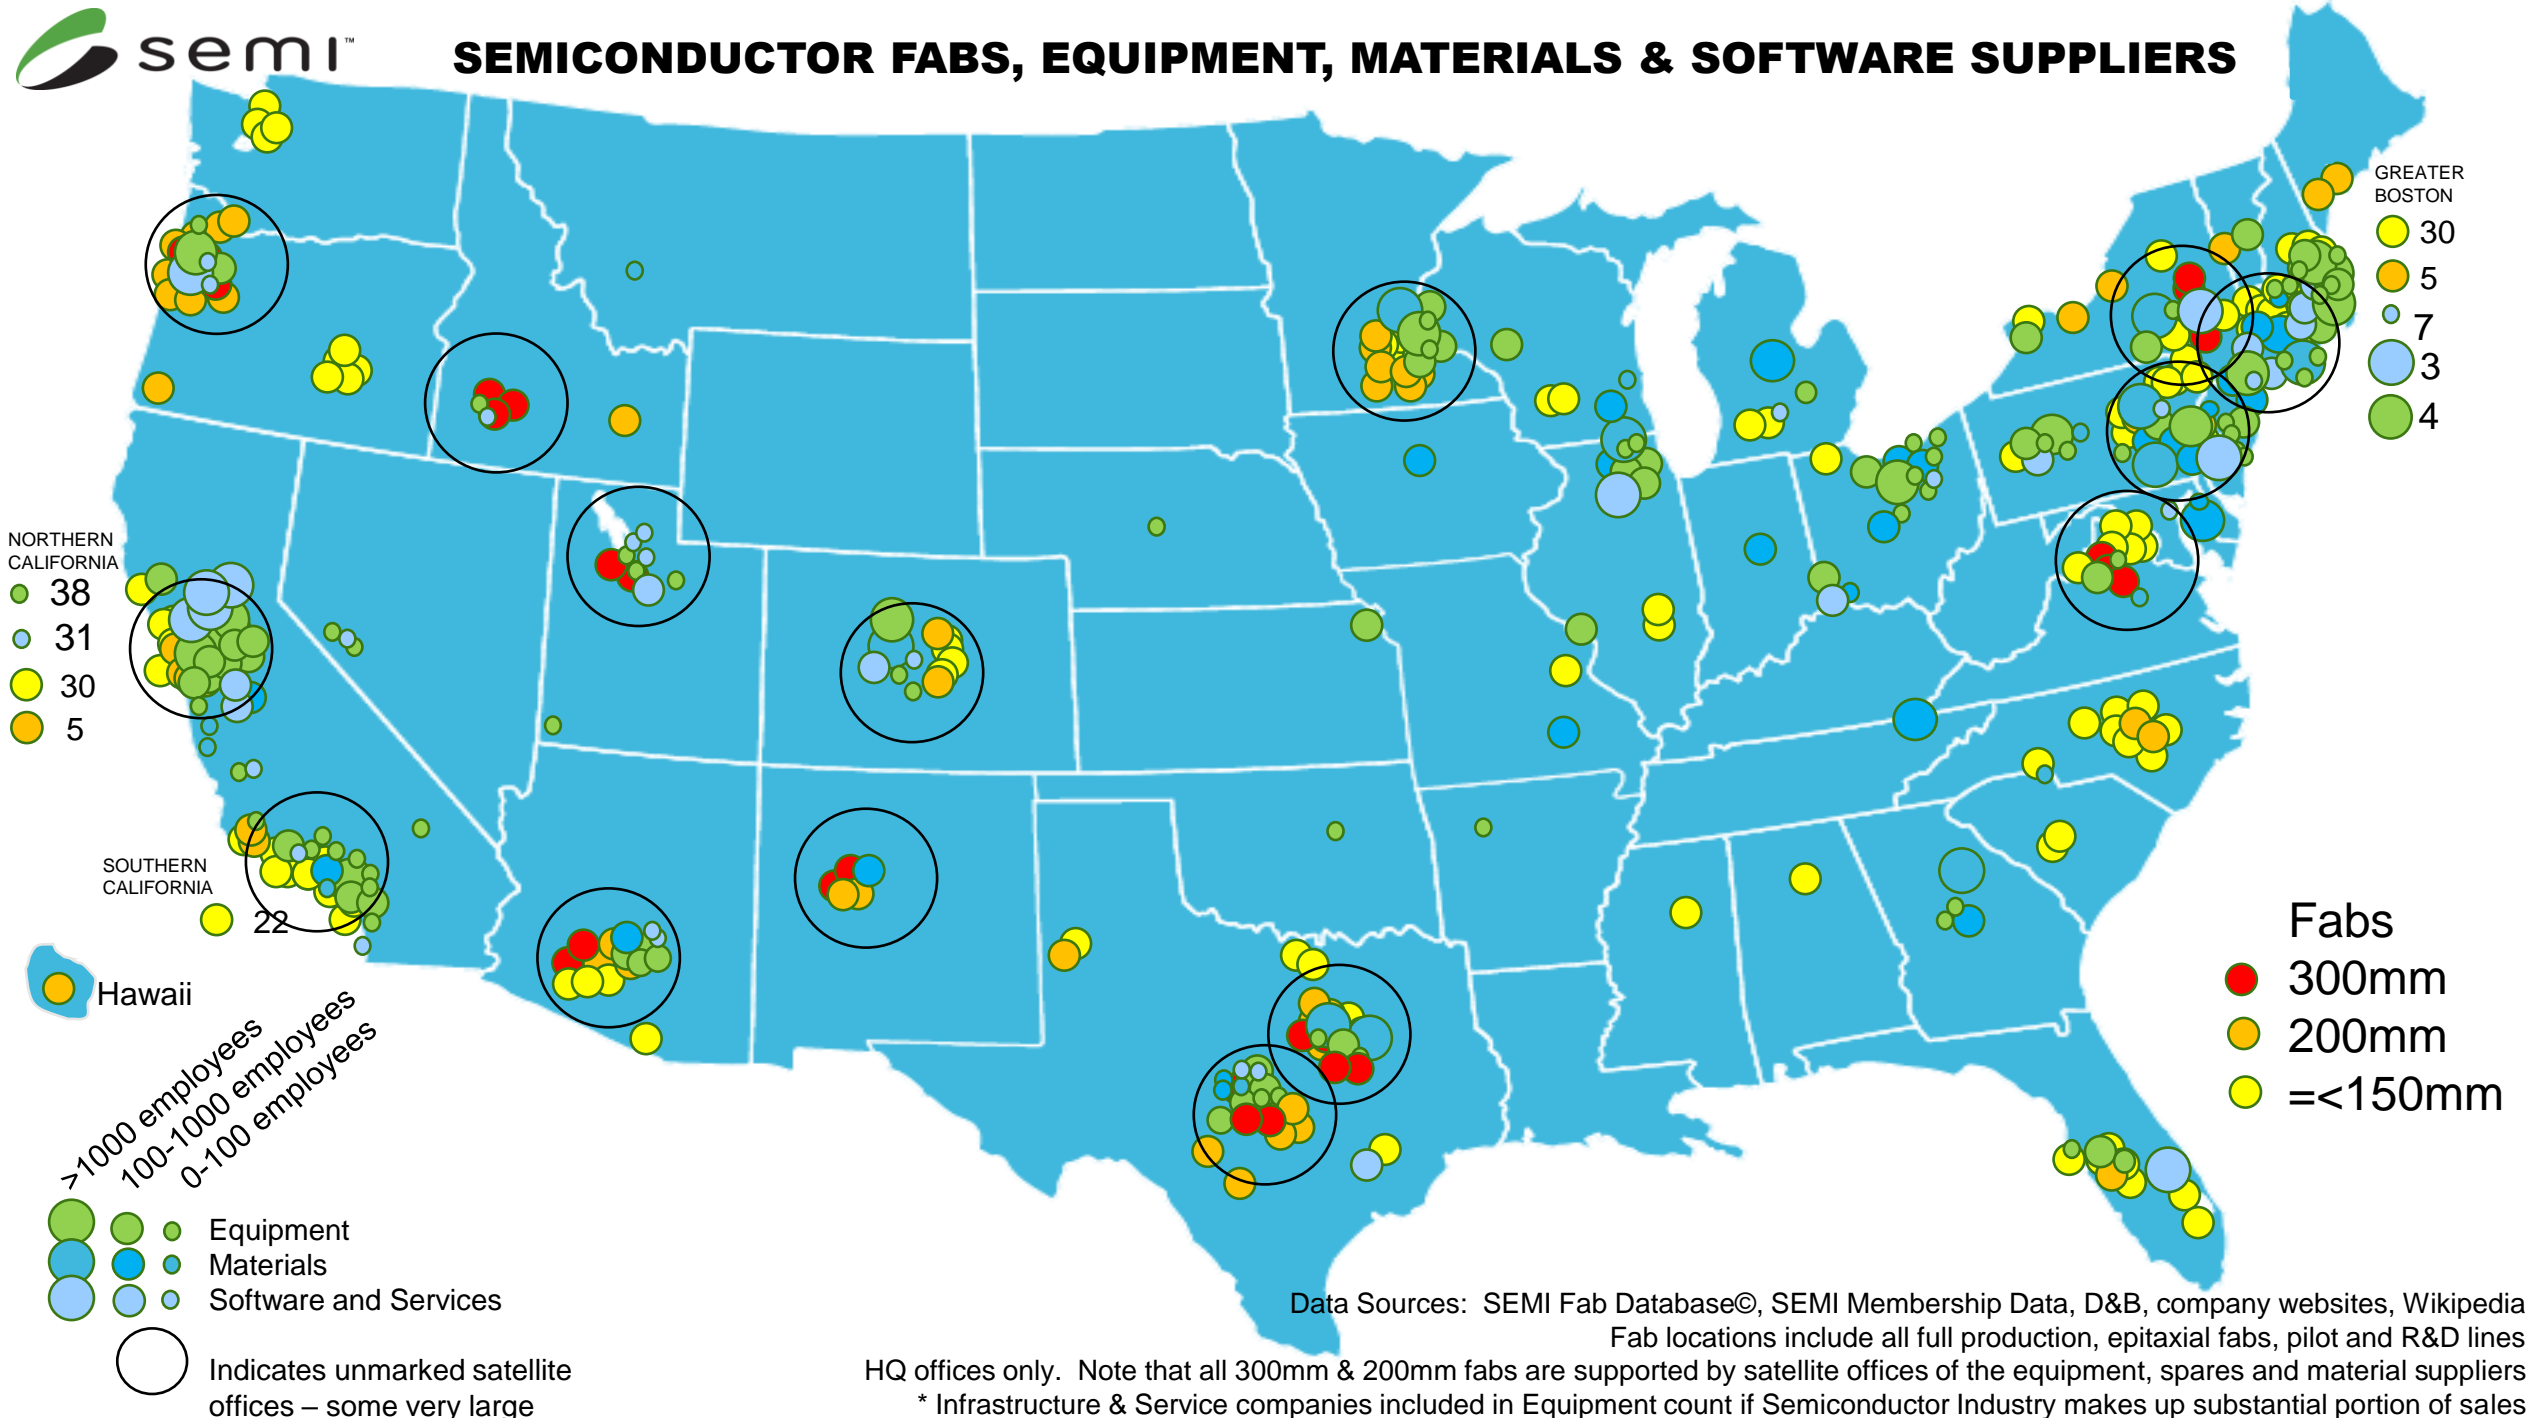 semi™
SEMICONDUCTOR FABS, EQUIPMENT, MATERIALS & SOFTWARE SUPPLIERS
GREATER
BOSTON
30
5
7
3
4
NORTHERN
CALIFORNIA
38
31
30
5
SOUTHERN
CALIFORNIA
22
Hawaii
Fabs
300mm
200mm
=<150mm
>1000 employees
100-1000 employees
0-100 employees
Equipment
Materials
Software and Services
Indicates unmarked satellite
offices – some very large
Data Sources: SEMI Fab Database©, SEMI Membership Data, D&B, company websites, Wikipedia
Fab locations include all full production, epitaxial fabs, pilot and R&D lines
HQ offices only. Note that all 300mm & 200mm fabs are supported by satellite offices of the equipment, spares and material suppliers
* Infrastructure & Service companies included in Equipment count if Semiconductor Industry makes up substantial portion of sales